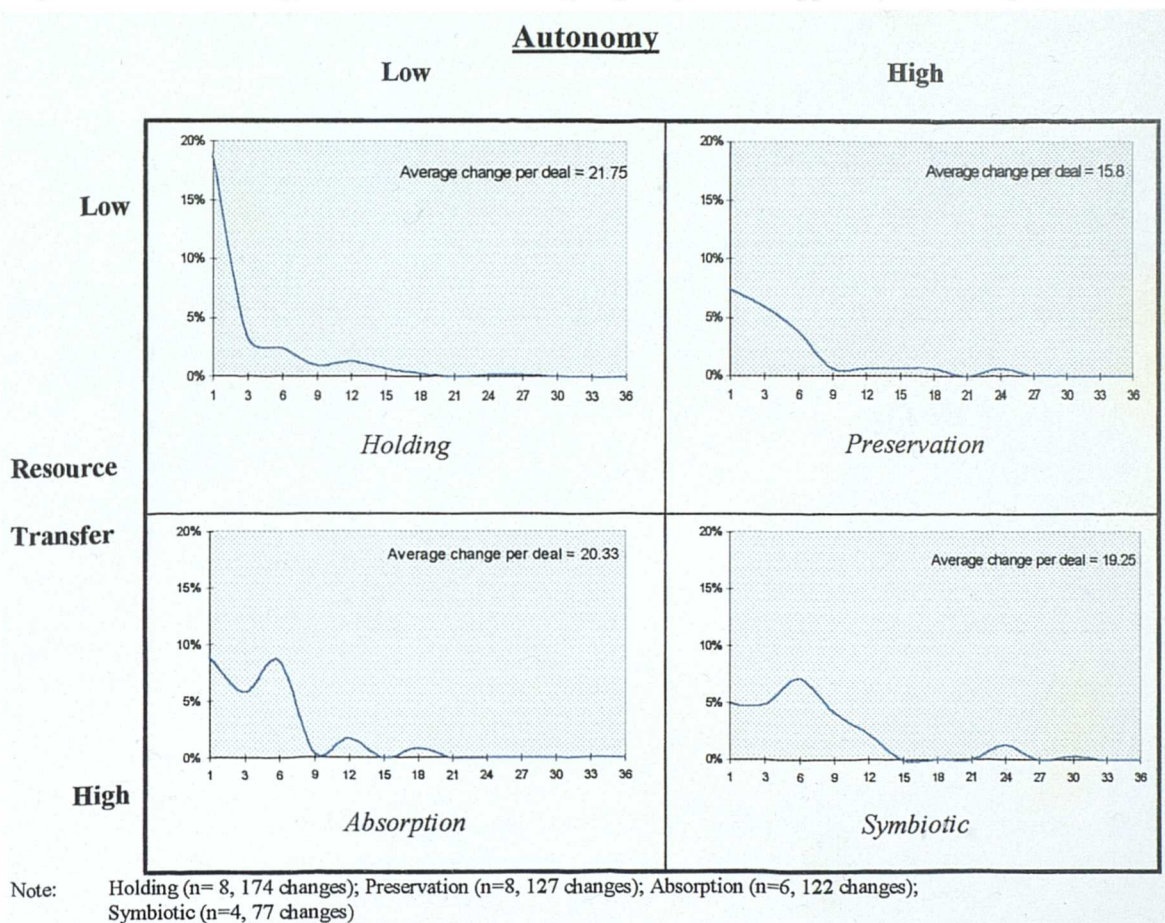 Autonomy
Low High
20%
Average change per deal = 21.75
15%
Low
10%
5%
0%
1 3 6 9 12 15 18 21 24 27 30 33 36
Holding
20%
Average change per deal = 15.8
15%
10%
5%
0%
1 3 6 9 12 15 18 21 24 27 30 33 36
Preservation
Resource
Transfer
20%
Average change per deal = 20.33
15%
10%
5%
0%
1 3 6 9 12 15 18 21 24 27 30 33 36
High
Absorption
20%
Average change per deal = 19.25
15%
10%
5%
0%
1 3 6 9 12 15 18 21 24 27 30 33 36
Symbiotic
Note: Holding (n= 8, 174 changes); Preservation (n=8, 127 changes); Absorption (n=6, 122 changes);
Symbiotic (n=4, 77 changes)